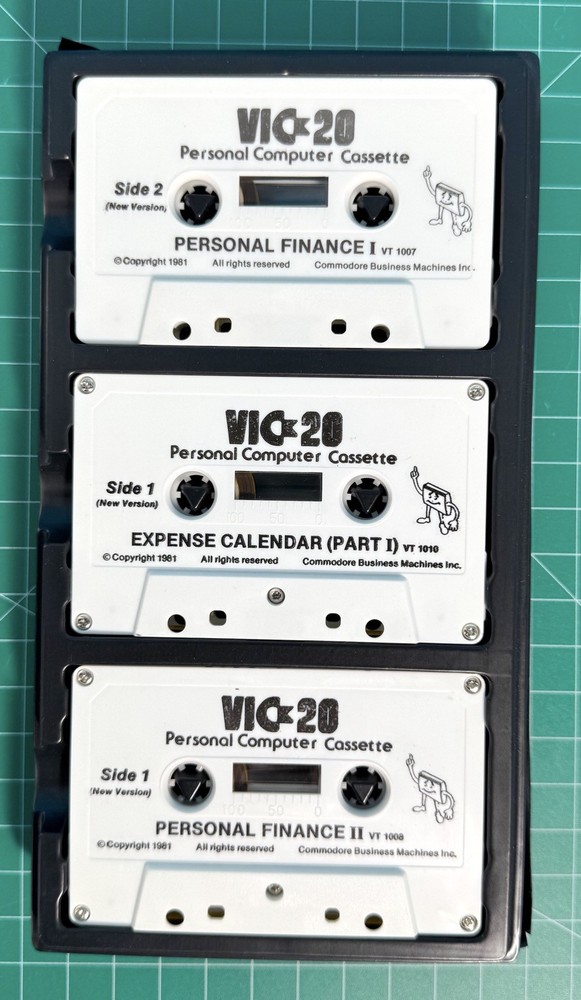 VIC 20
Personal Computer Cassette
Side 2
(New Version)
PERSONAL FINANCE I VT 1007
© Copyright 1981 All rights reserved Commodore Business Machines Inc.
VIC 20
Personal Computer Cassette
Side 1
(New Version)
100 50 0
EXPENSE CALENDAR (PART I) VT 1010
© Copyright 1981 All rights reserved Commodore Business Machines Inc.
VIC 20
Personal Computer Cassette
Side 1
(New Version)
100 50 0
PERSONAL FINANCE II VT 1008
© Copyright 1981 All rights reserved Commodore Business Machines Inc.